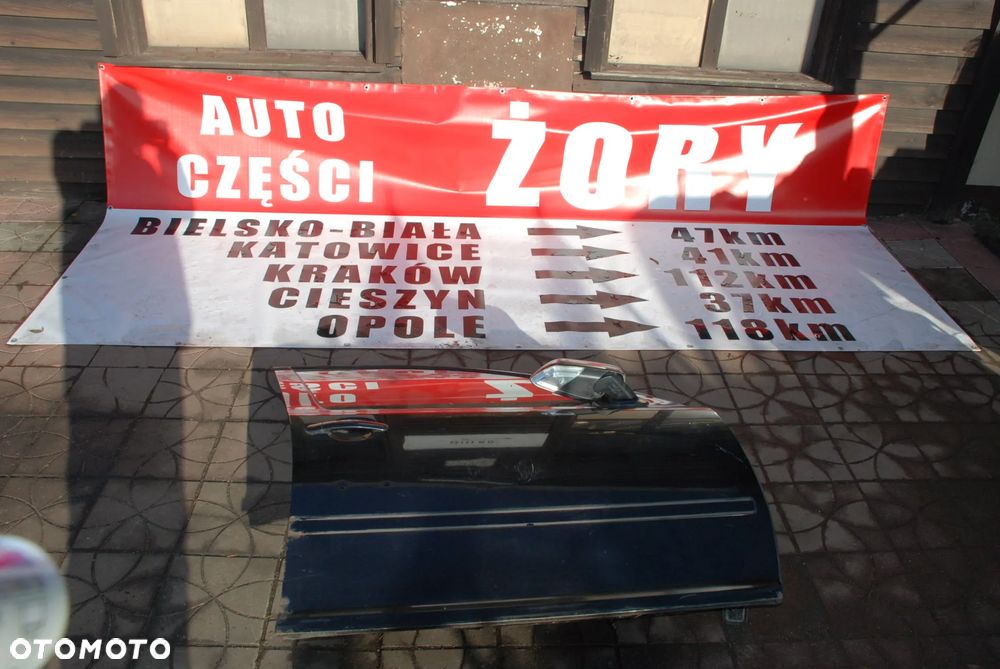 AUTO
CZĘŚCI
ŻORY
BIELSKO-BIAŁA 47km
KATOWICE 41km
KRAKÓW 112km
CIESZYN 37km
OPOLE 118km
OTOMOTO